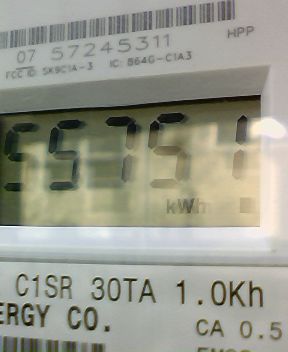 HPP
07 57245311
FCC ID: SK9C1A-3 IC: 864G-C1A3
55751
kWh
C1SR 30TA 1.0Kh
ERGY CO.
CA 0.5